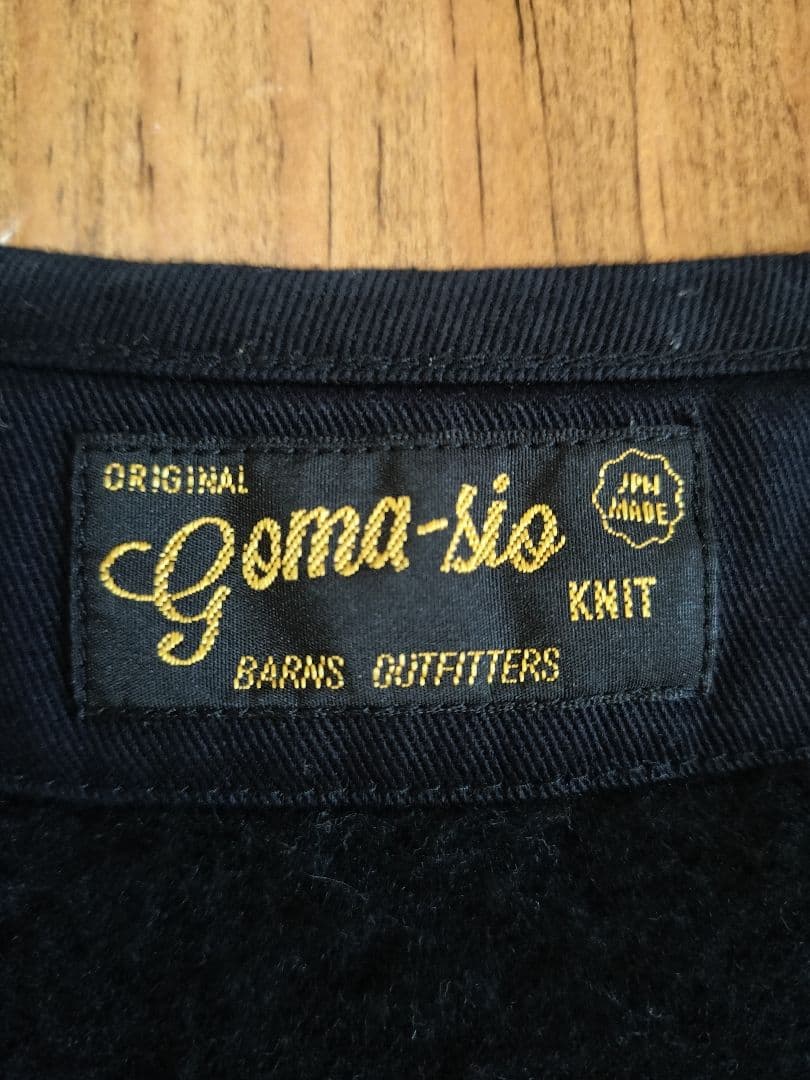 ORIGINAL
Goma-sio
JPN
MADE
KNIT
BARNS OUTFITTERS